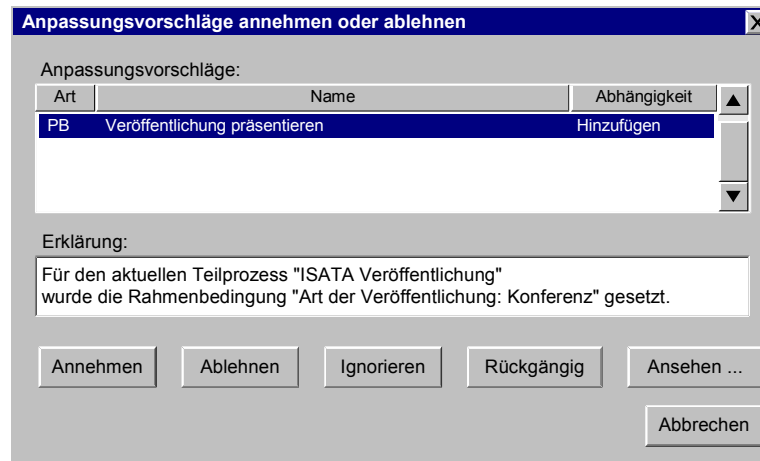 Anpassungsvorschläge annehmen oder ablehnen
Anpassungsvorschläge:
Art Name Abhängigkeit
PB Veröffentlichung präsentieren Hinzufügen
Erklärung:
Für den aktuellen Teilprozess "ISATA Veröffentlichung"
wurde die Rahmenbedingung "Art der Veröffentlichung: Konferenz" gesetzt.
Annehmen Ablehnen Ignorieren Rückgängig Ansehen ...
Abbrechen